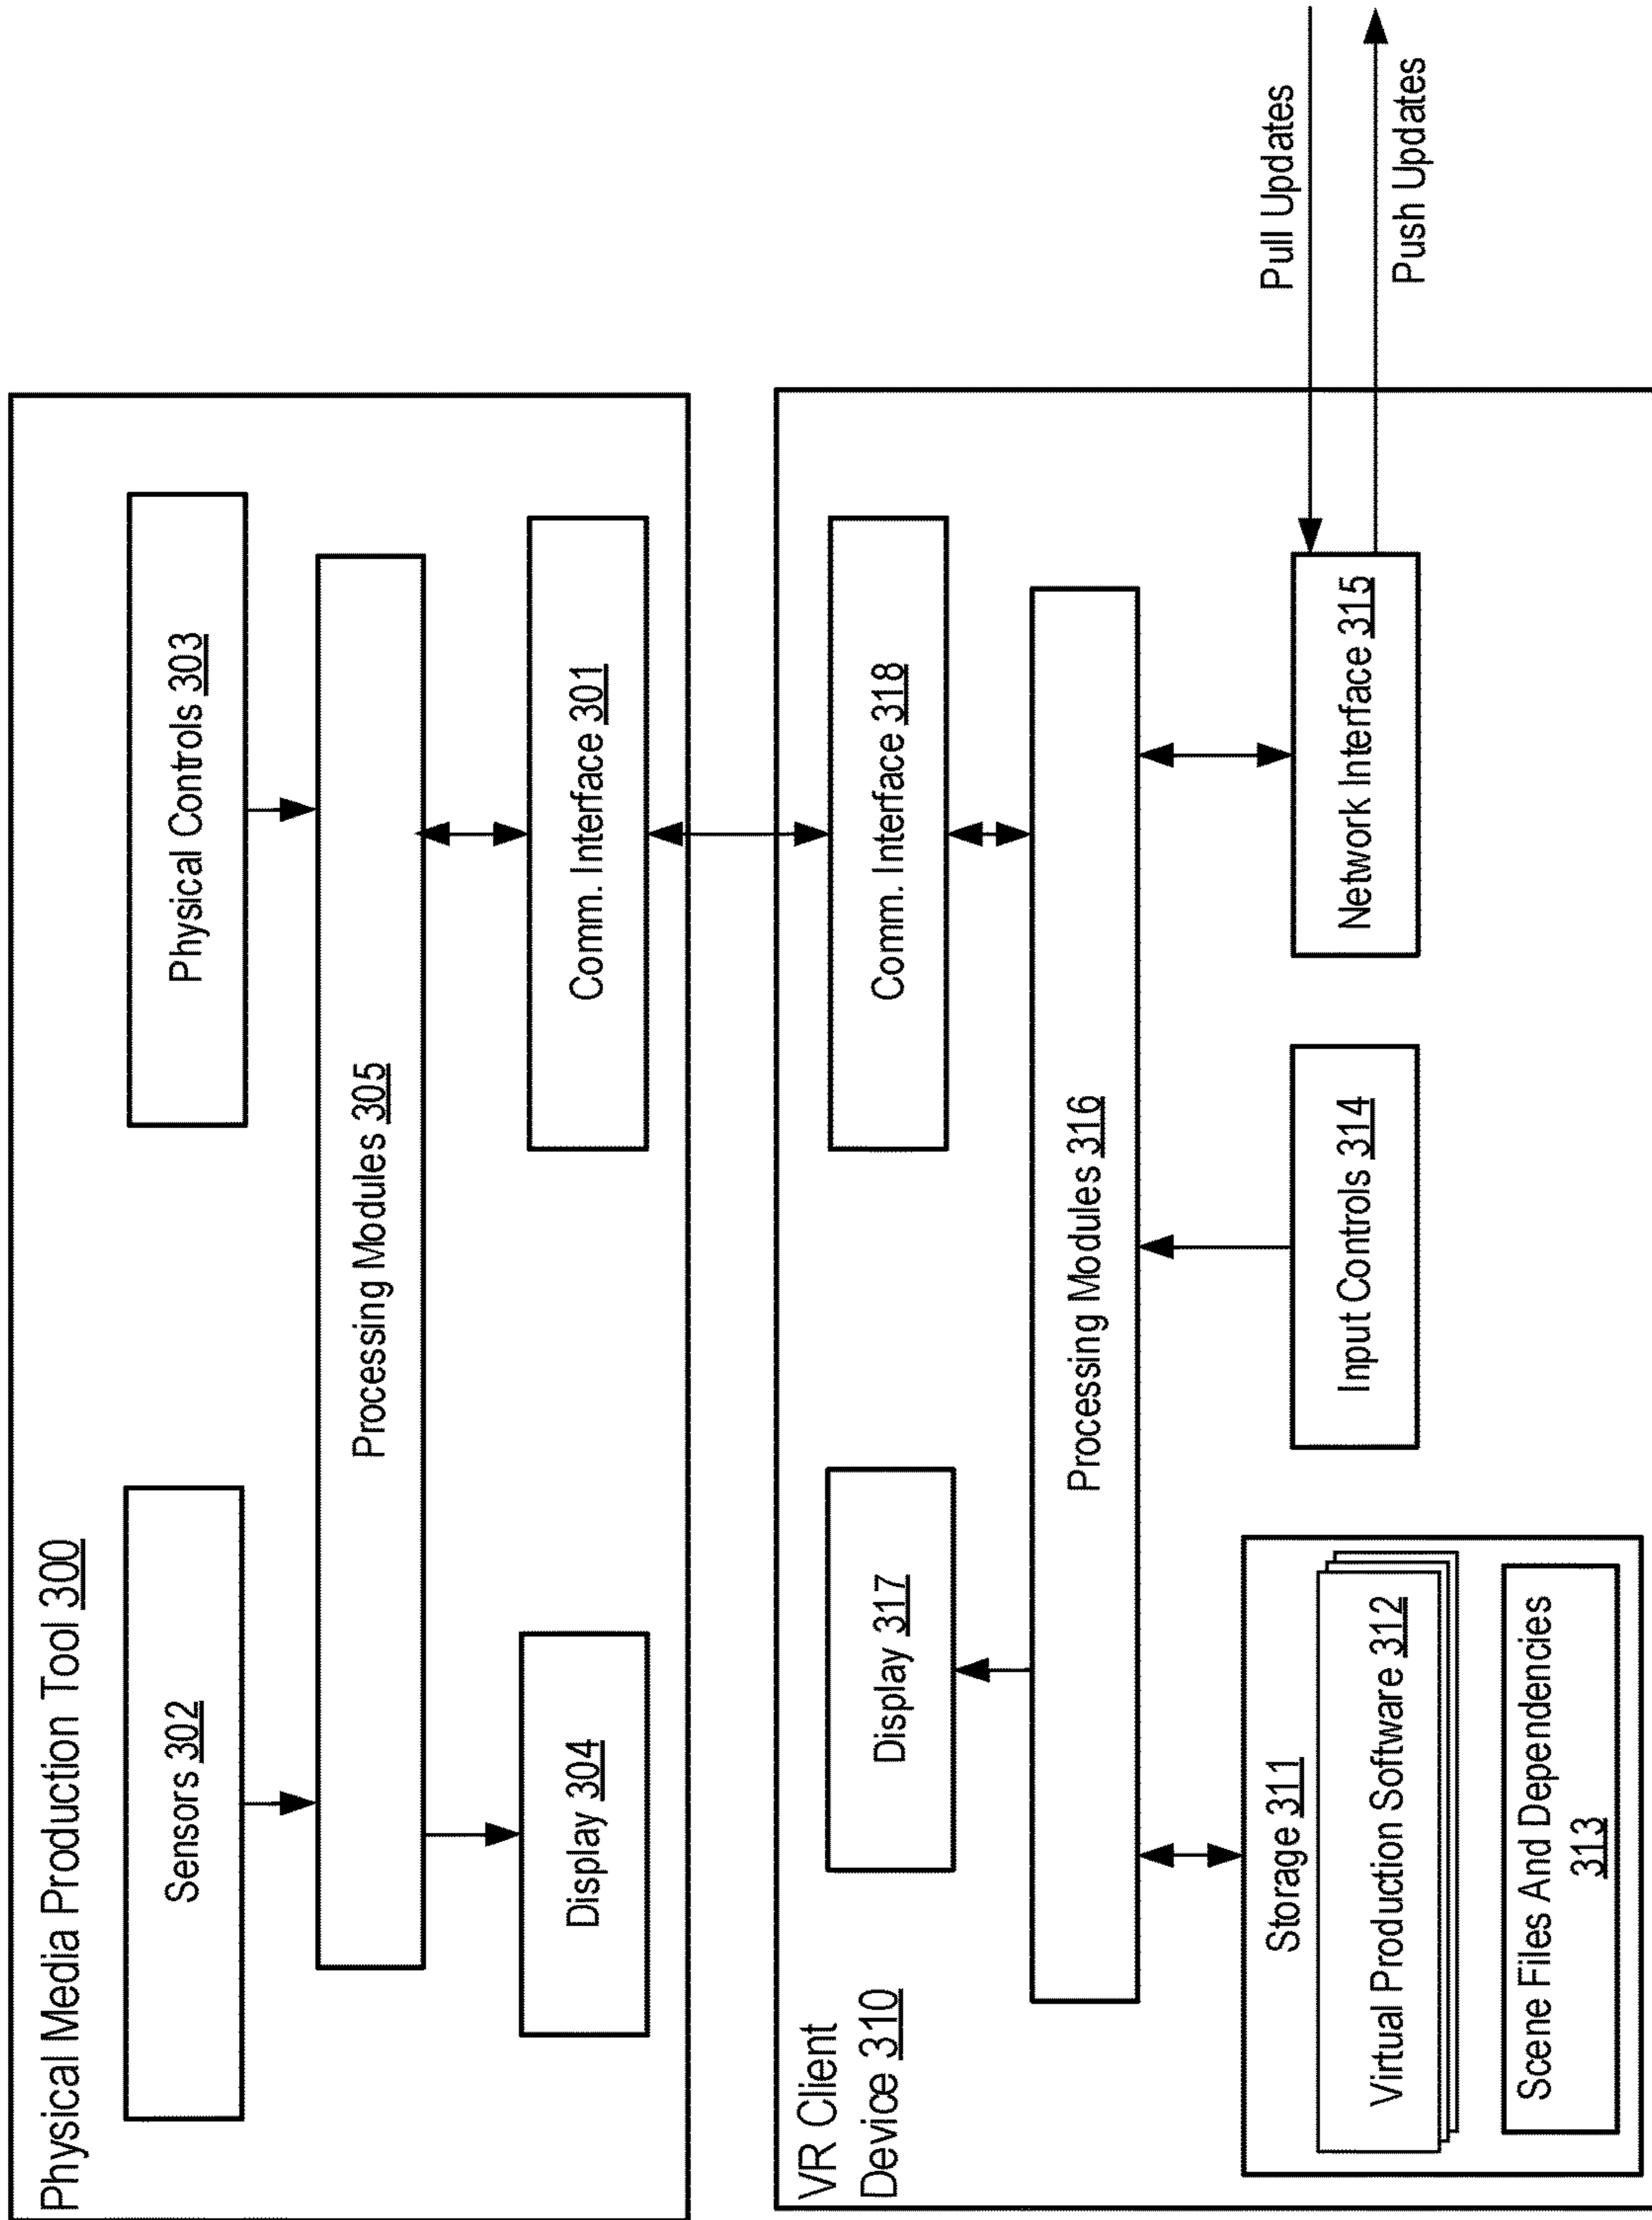 Physical Media Production Tool 300
Sensors 302
Physical Controls 303
Processing Modules 305
Display 304
Comm. Interface 301
VR Client
Device 310
Display 317
Comm. Interface 318
Processing Modules 316
Storage 311
Virtual Production Software 312
Scene Files And Dependencies
313
Input Controls 314
Network Interface 315
Pull Updates
Push Updates